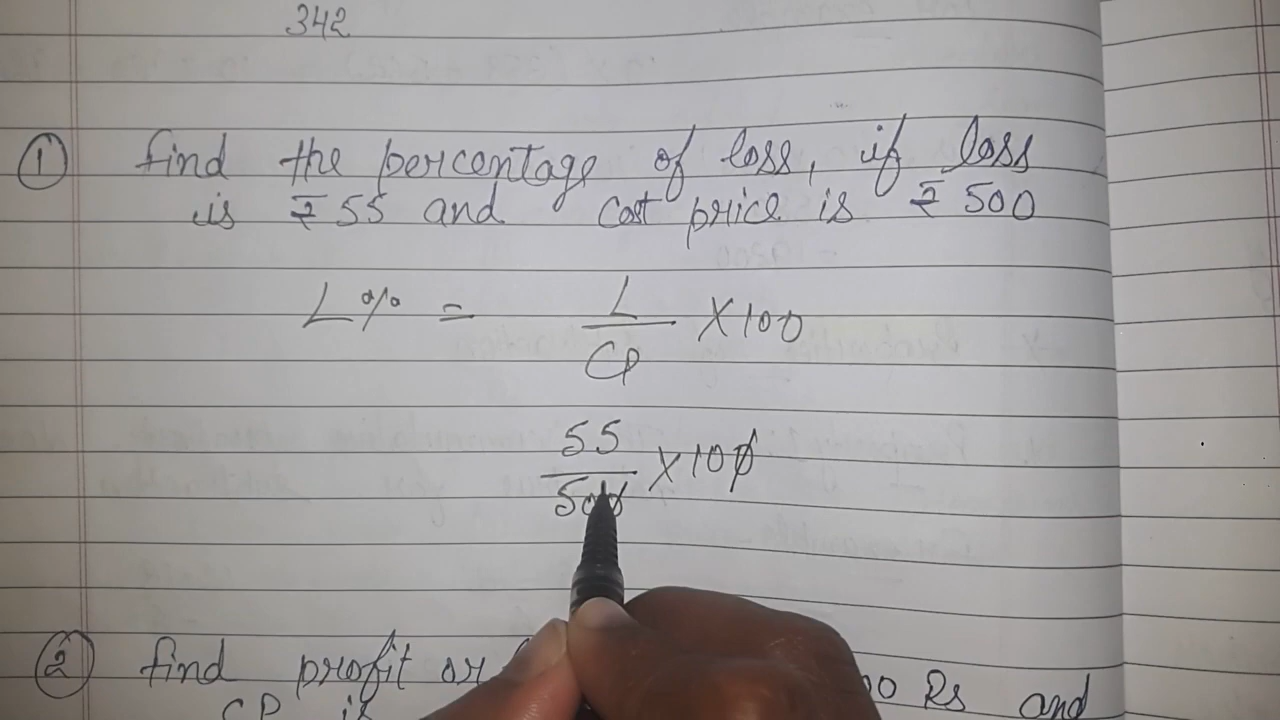 342
① find the percentage of loss, if loss
is ₹ 55 and cost price is ₹ 500
L% = L/CP × 100
55/500 × 100
② find profit or Rs and
CP is